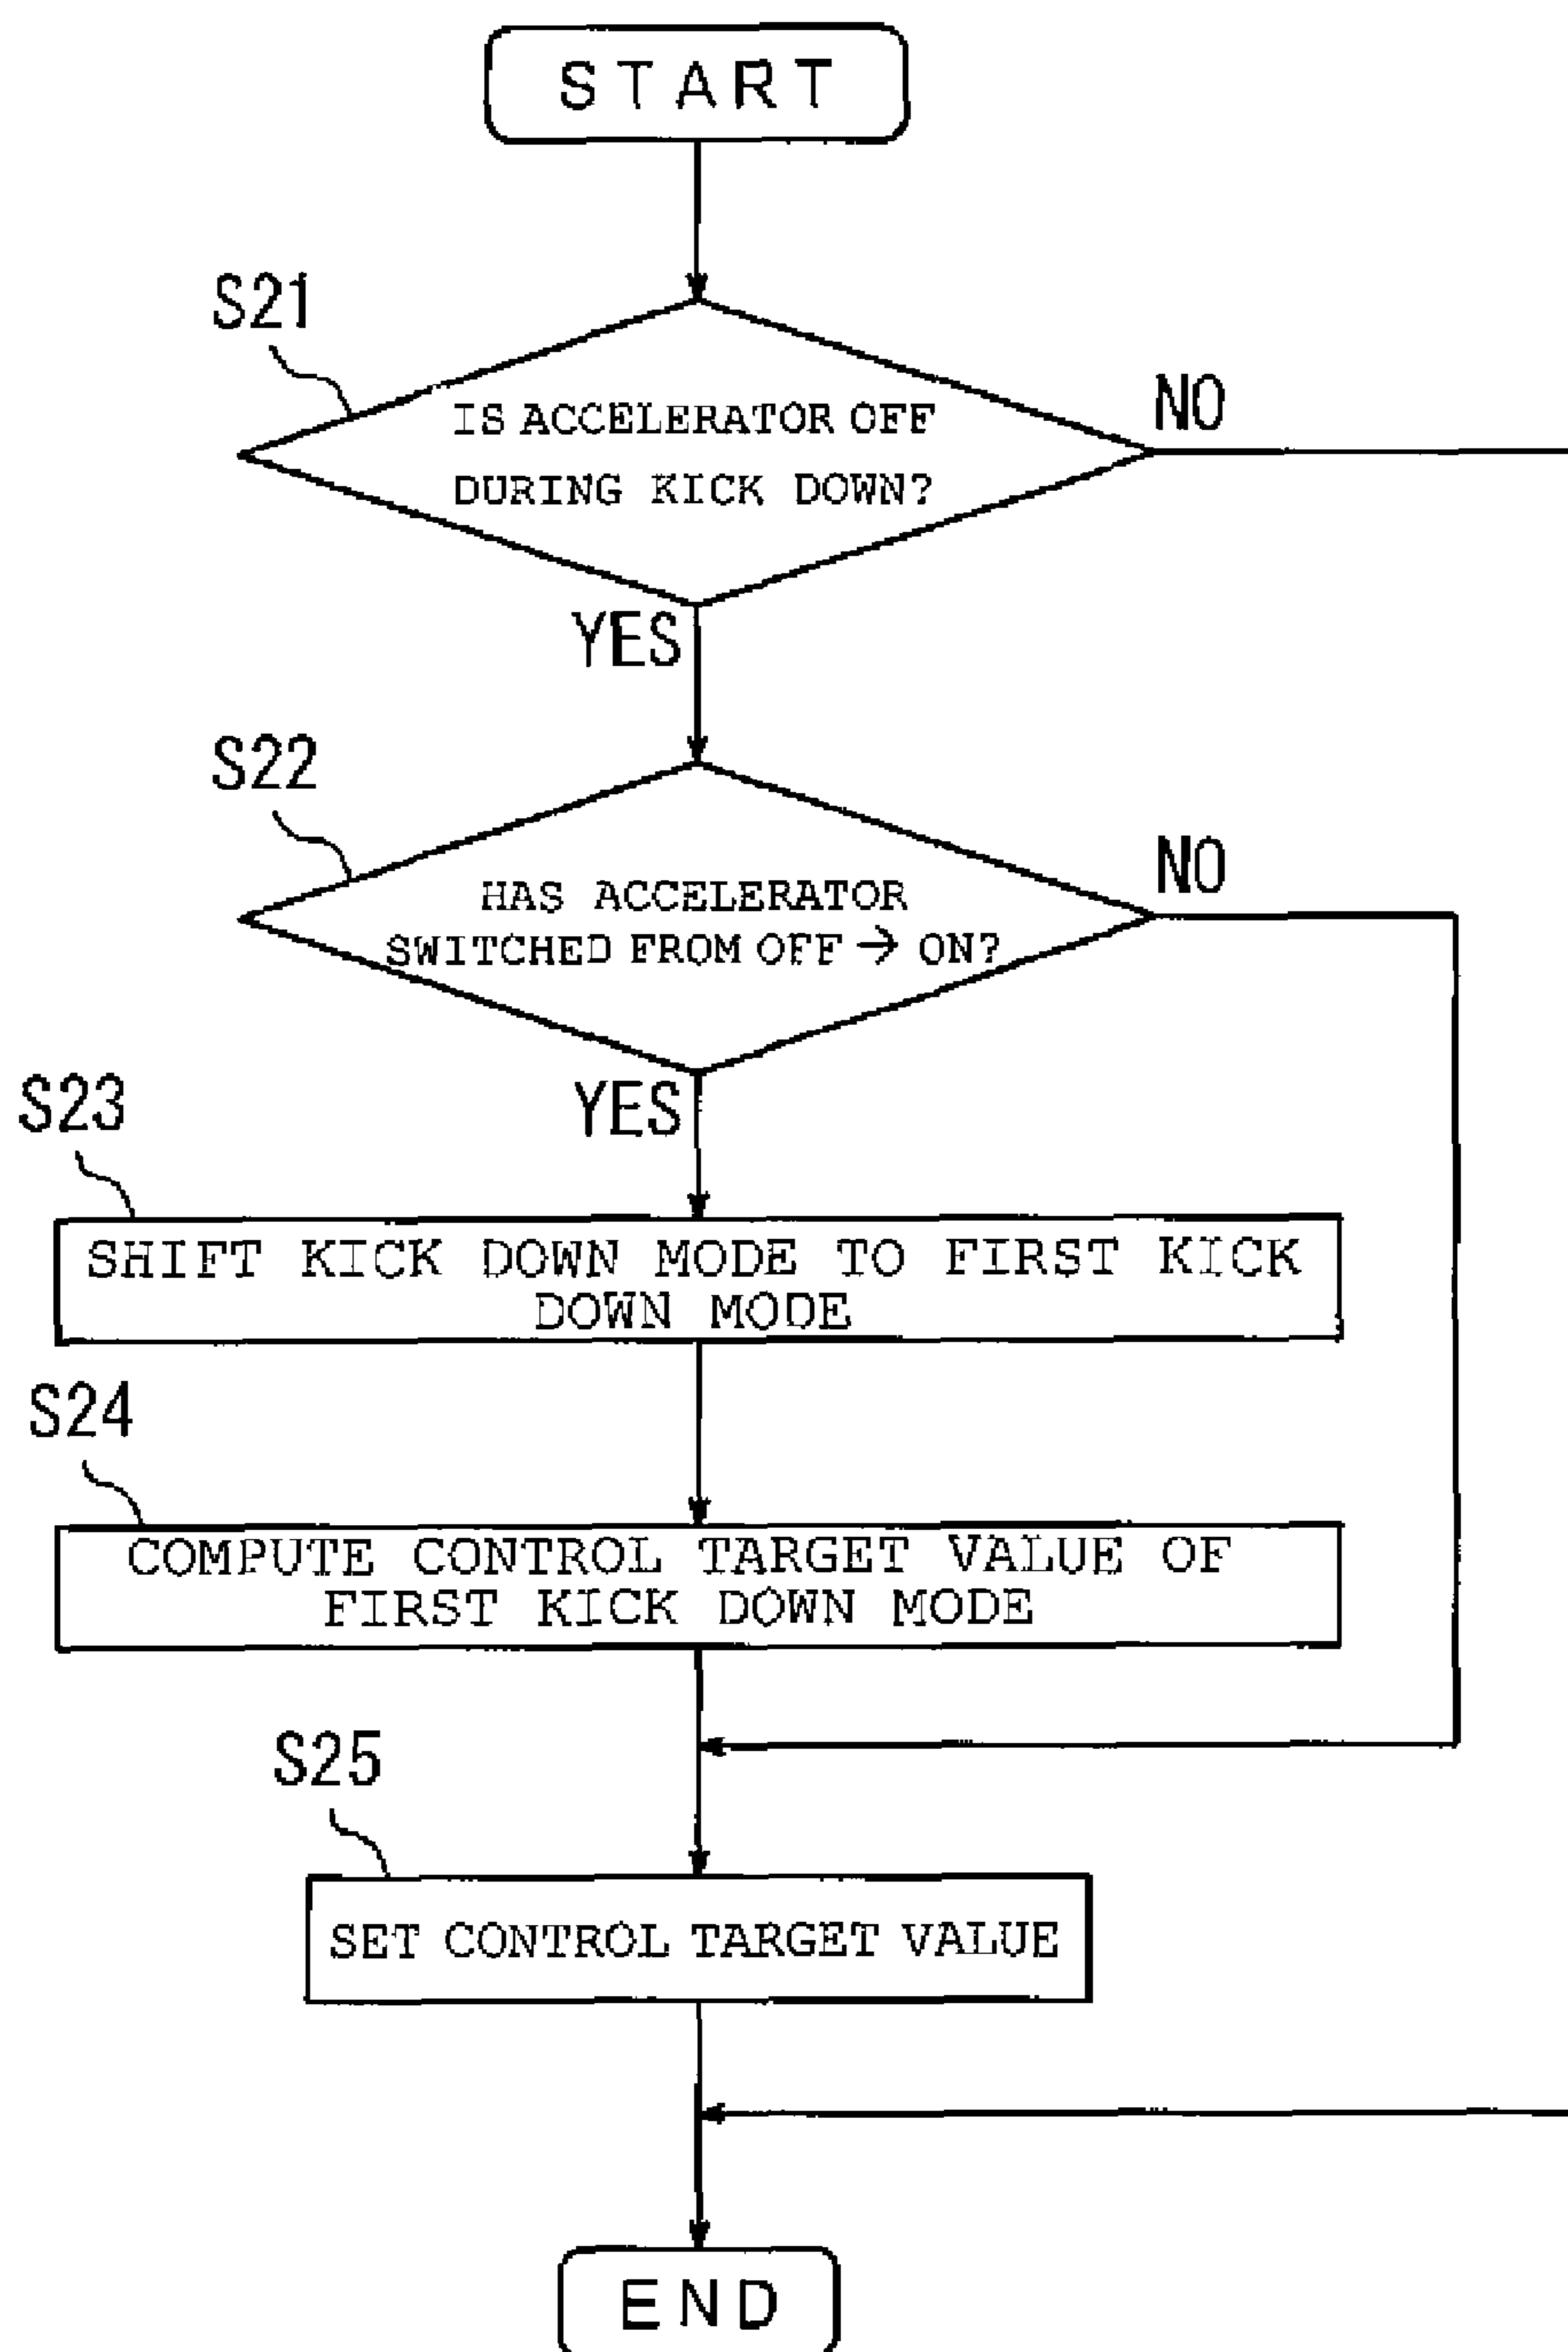 START
S21
IS ACCELERATOR OFF
DURING KICK DOWN?
NO
YES
S22
HAS ACCELERATOR
SWITCHED FROM OFF → ON?
NO
YES
S23
SHIFT KICK DOWN MODE TO FIRST KICK
DOWN MODE
S24
COMPUTE CONTROL TARGET VALUE OF
FIRST KICK DOWN MODE
S25
SET CONTROL TARGET VALUE
END